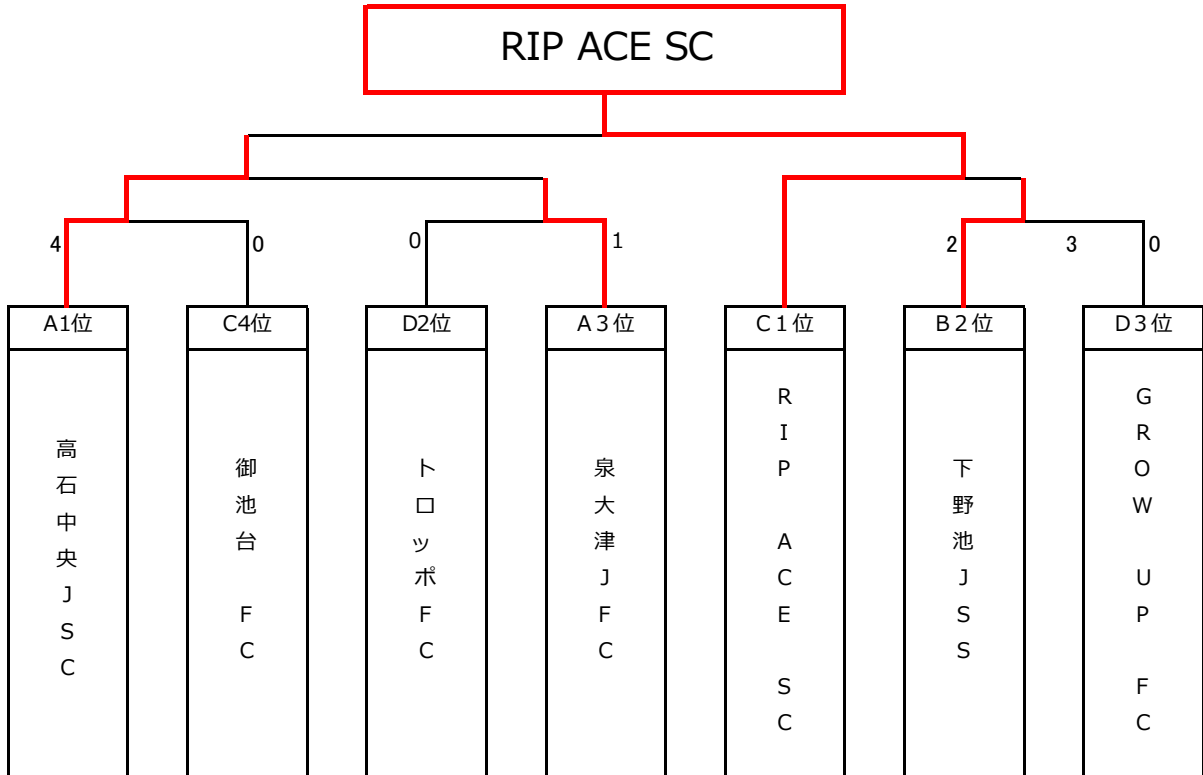 RIP ACE SC
4 0 0 1 2 3 0
A1位 C4位 D2位 A３位 C１位 B２位 D３位
高石中央JSC
御池台 FC
トロッポFC
泉大津JFC
RIP ACE SC
下野池JSS
GROW UP FC